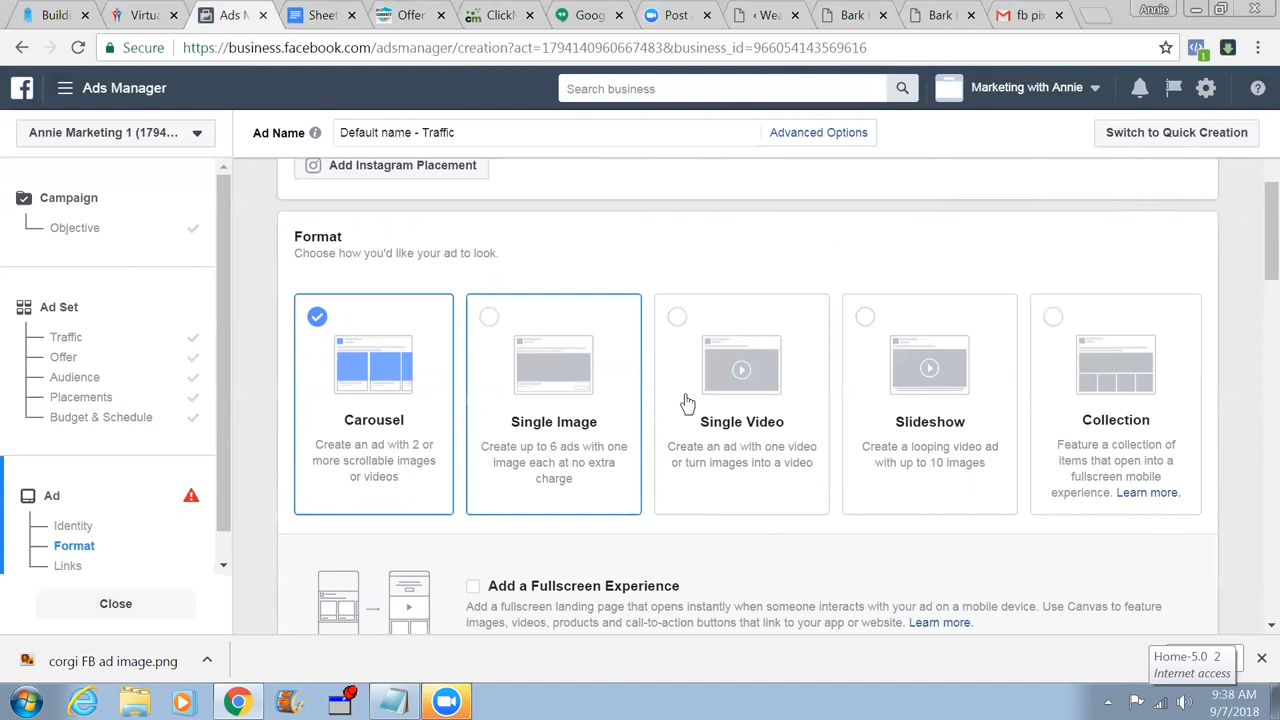 Build
Virtu
Ads M
Sheet
Offer
ClickM
Goog
Post A
‹ Wea
Bark I
Bark I
fb pix
Annie
Secure
https://business.facebook.com/adsmanager/creation?act=1794140960667483&business_id=966054143569616
Ads Manager
Search business
Marketing with Annie
Annie Marketing 1 (1794...
Ad Name
Default name - Traffic
Advanced Options
Switch to Quick Creation
Add Instagram Placement
Campaign
Objective
Ad Set
Traffic
Offer
Audience
Placements
Budget & Schedule
Ad
Identity
Format
Links
Close
Format
Choose how you'd like your ad to look.
Carousel
Create an ad with 2 or
more scrollable images
or videos
Single Image
Create up to 6 ads with one
image each at no extra
charge
Single Video
Create an ad with one video
or turn images into a video
Slideshow
Create a looping video ad
with up to 10 images
Collection
Feature a collection of
items that open into a
fullscreen mobile
experience. Learn more.
Add a Fullscreen Experience
Add a fullscreen landing page that opens instantly when someone interacts with your ad on a mobile device. Use Canvas to feature
images, videos, products and call-to-action buttons that link to your app or website. Learn more.
corgi FB ad image.png
Home-5.0 2
Internet access
9:38 AM
9/7/2018